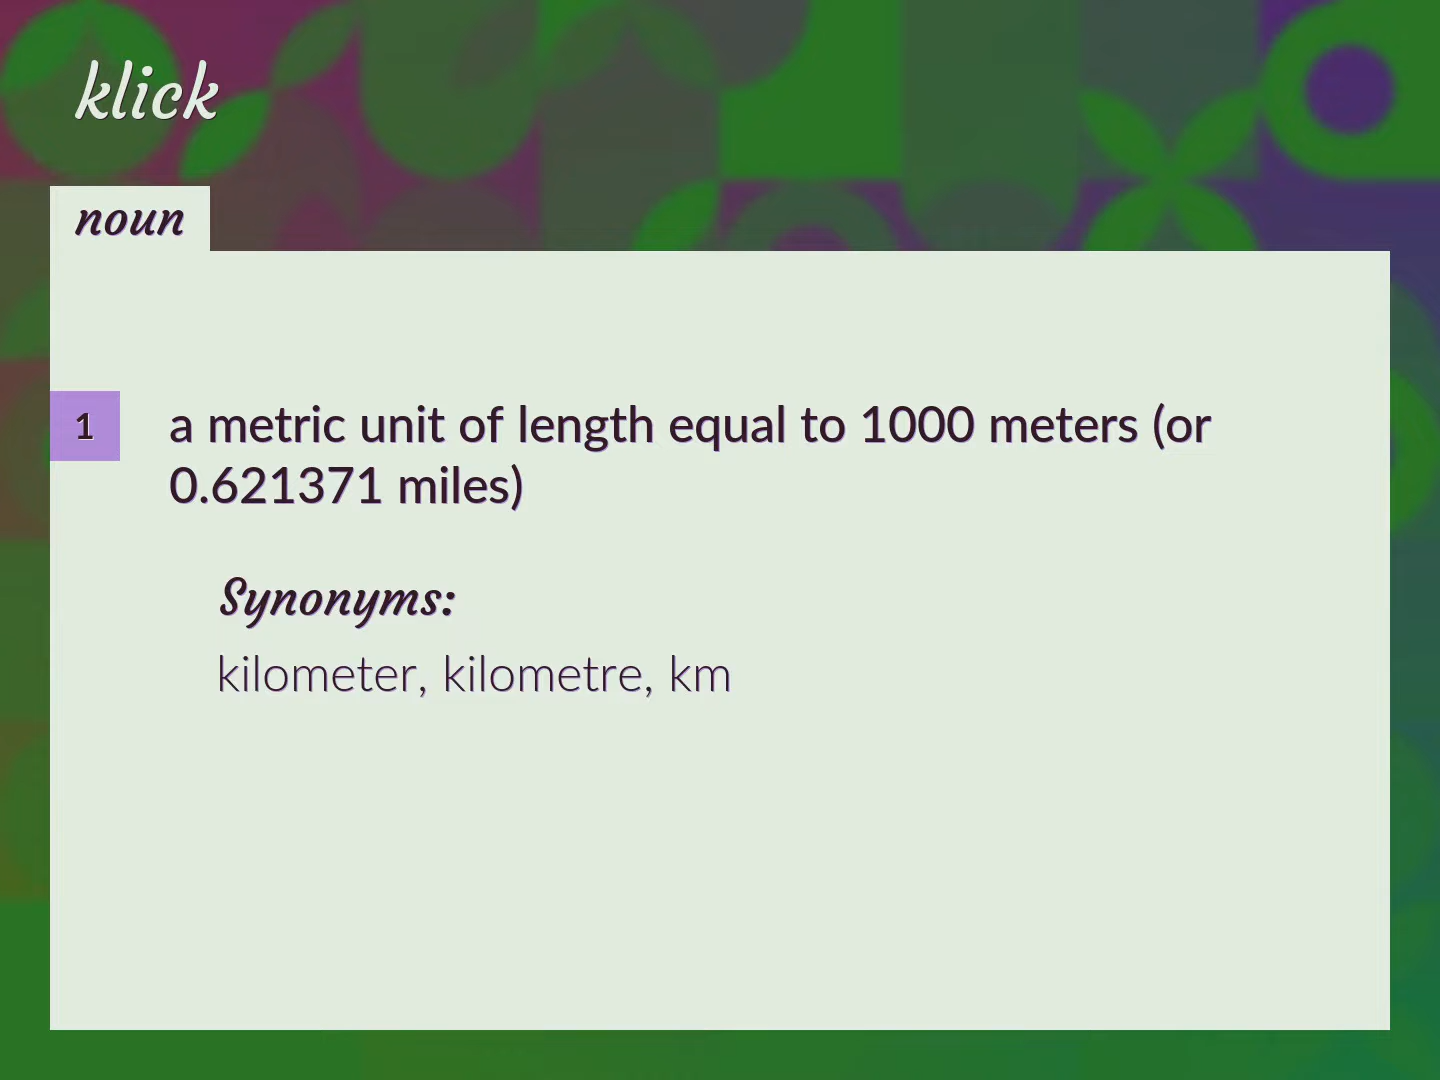 klick
noun
1
a metric unit of length equal to 1000 meters (or
0.621371 miles)
Synonyms:
kilometer, kilometre, km